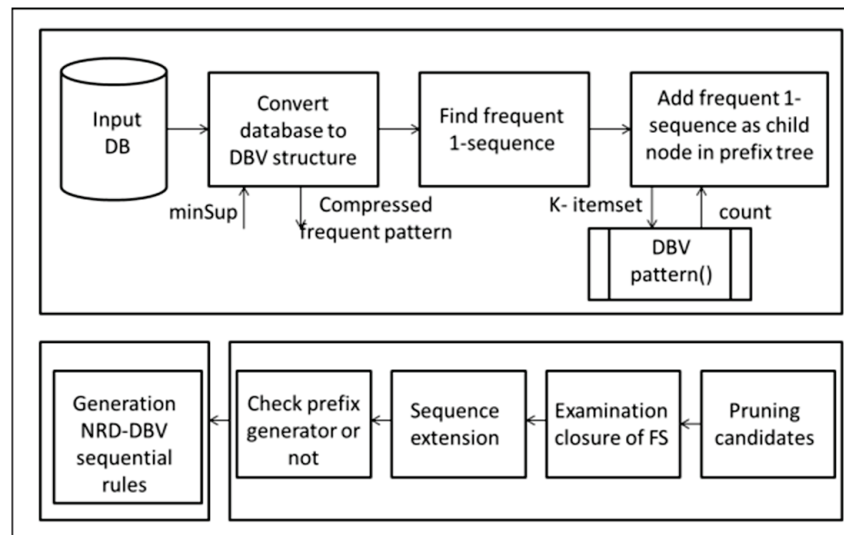 Input
DB
Convert
database to
DBV structure
Find frequent
1-sequence
Add frequent 1-
sequence as child
node in prefix tree
minSup
Compressed
frequent pattern
K- itemset
count
DBV
pattern()
Generation
NRD-DBV
sequential
rules
Check prefix
generator or
not
Sequence
extension
Examination
closure of FS
Pruning
candidates